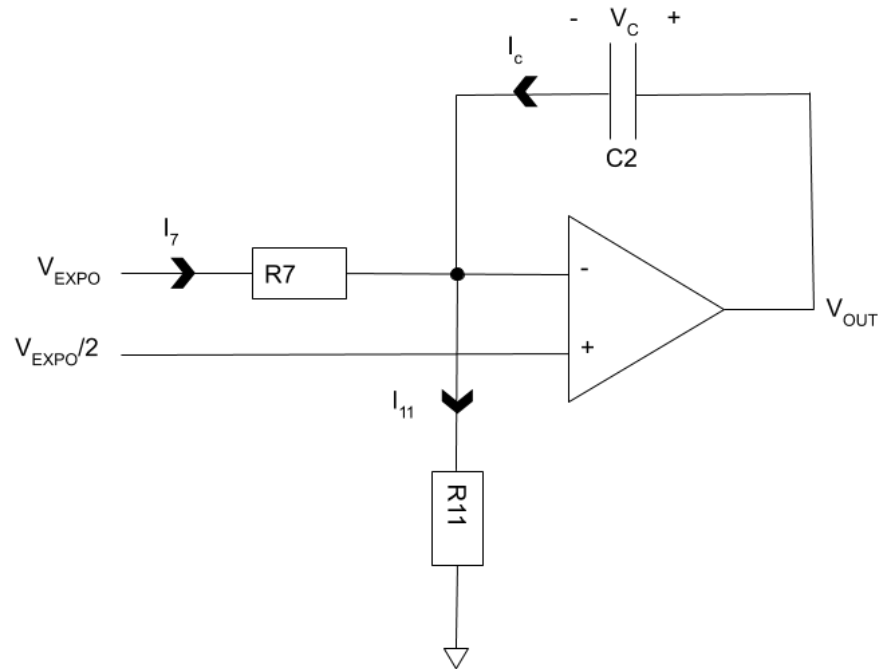 - V_C +
I_c
C2
I_7
V_EXPO
R7
-
V_EXPO/2
+
V_OUT
I_11
R11